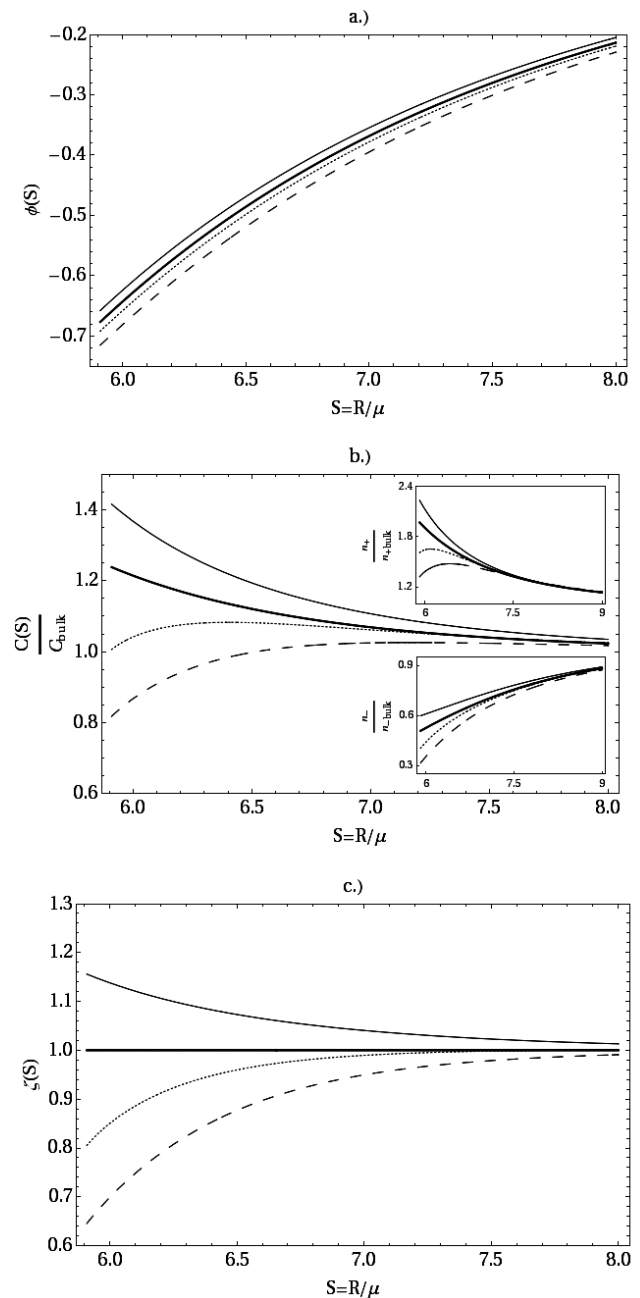 a.)
−0.2
−0.3
−0.4
−0.5
−0.6
−0.7
ϕ(S)
6.0 6.5 7.0 7.5 8.0
S=R/μ
b.)
1.4
1.2
1.0
0.8
0.6
C(S)
C_bulk
2.4
1.8
1.2
n_+
n_+bulk
6 7.5 9
0.9
0.6
0.3
n_−
n_−bulk
6 7.5 9
6.0 6.5 7.0 7.5 8.0
S=R/μ
c.)
1.3
1.2
1.1
1.0
0.9
0.8
0.7
0.6
ζ(S)
6.0 6.5 7.0 7.5 8.0
S=R/μ